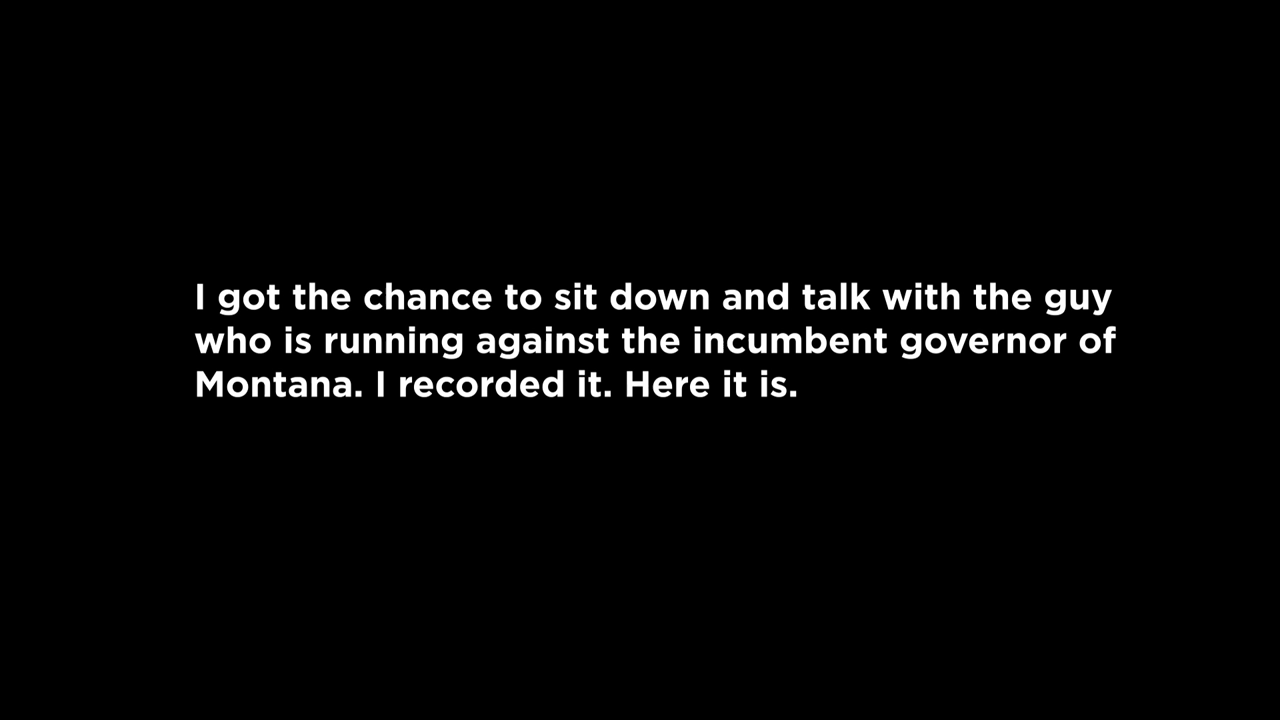 I got the chance to sit down and talk with the guy
who is running against the incumbent governor of
Montana. I recorded it. Here it is.